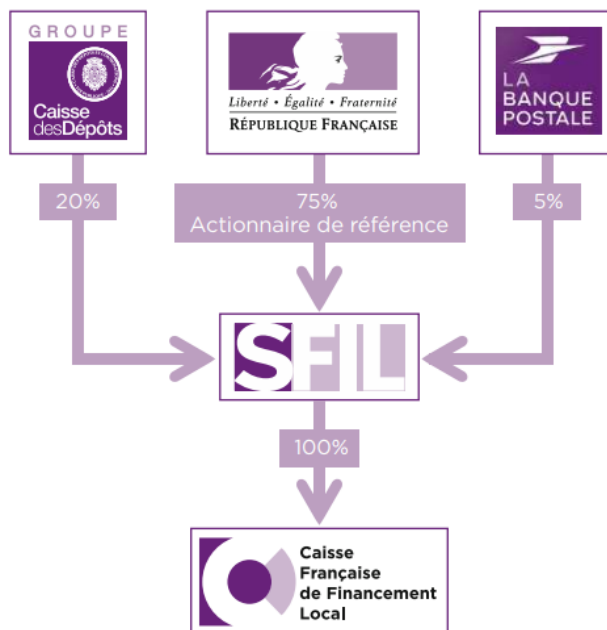 GROUPE
Caisse
desDépôts
Liberté • Égalité • Fraternité
RÉPUBLIQUE FRANÇAISE
LA
BANQUE
POSTALE
20%
75%
Actionnaire de référence
5%
SFIL
100%
Caisse
Française
de Financement
Local